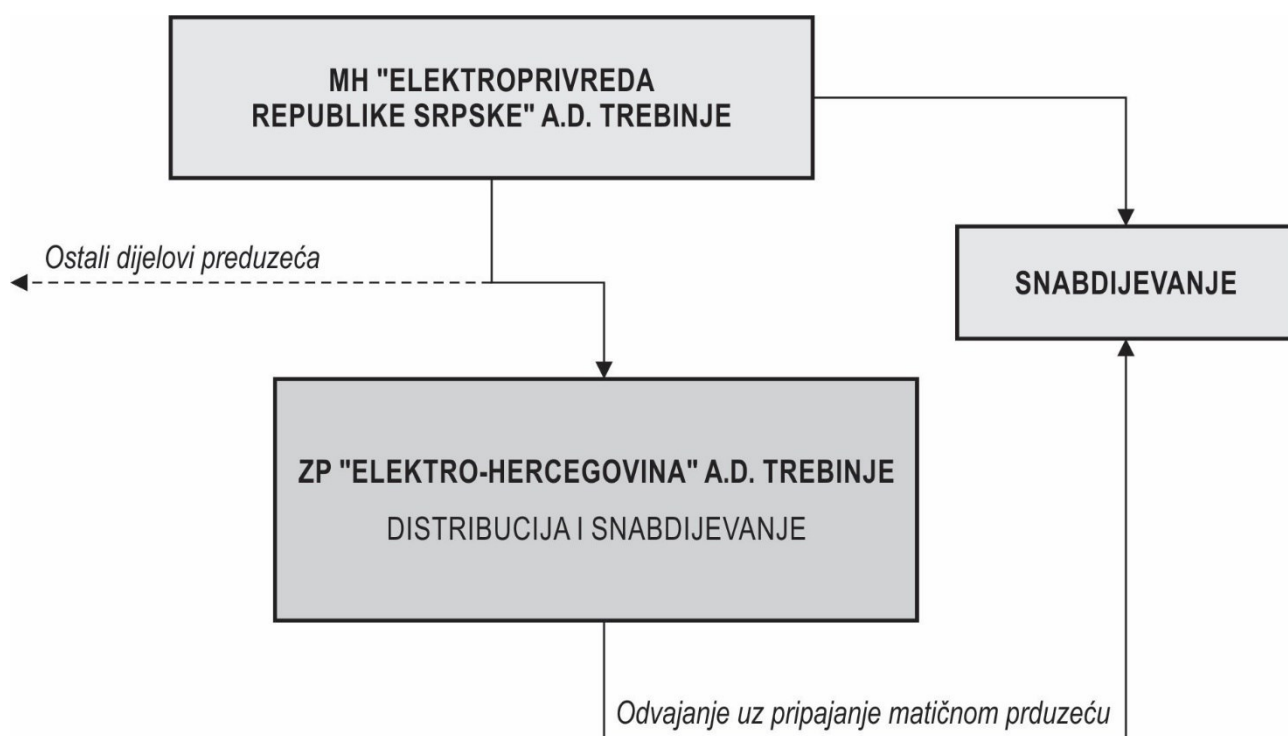 MH "ELEKTROPRIVREDA
REPUBLIKE SRPSKE" A.D. TREBINJE
Ostali dijelovi preduzeća
SNABDIJEVANJE
ZP "ELEKTRO-HERCEGOVINA" A.D. TREBINJE
DISTRIBUCIJA I SNABDIJEVANJE
Odvajanje uz pripajanje matičnom prduzeću